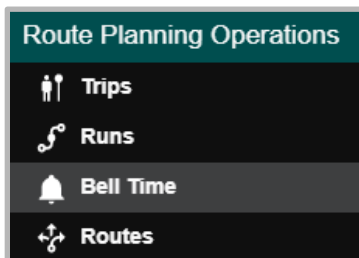 Route Planning Operations
Trips
Runs
Bell Time
Routes